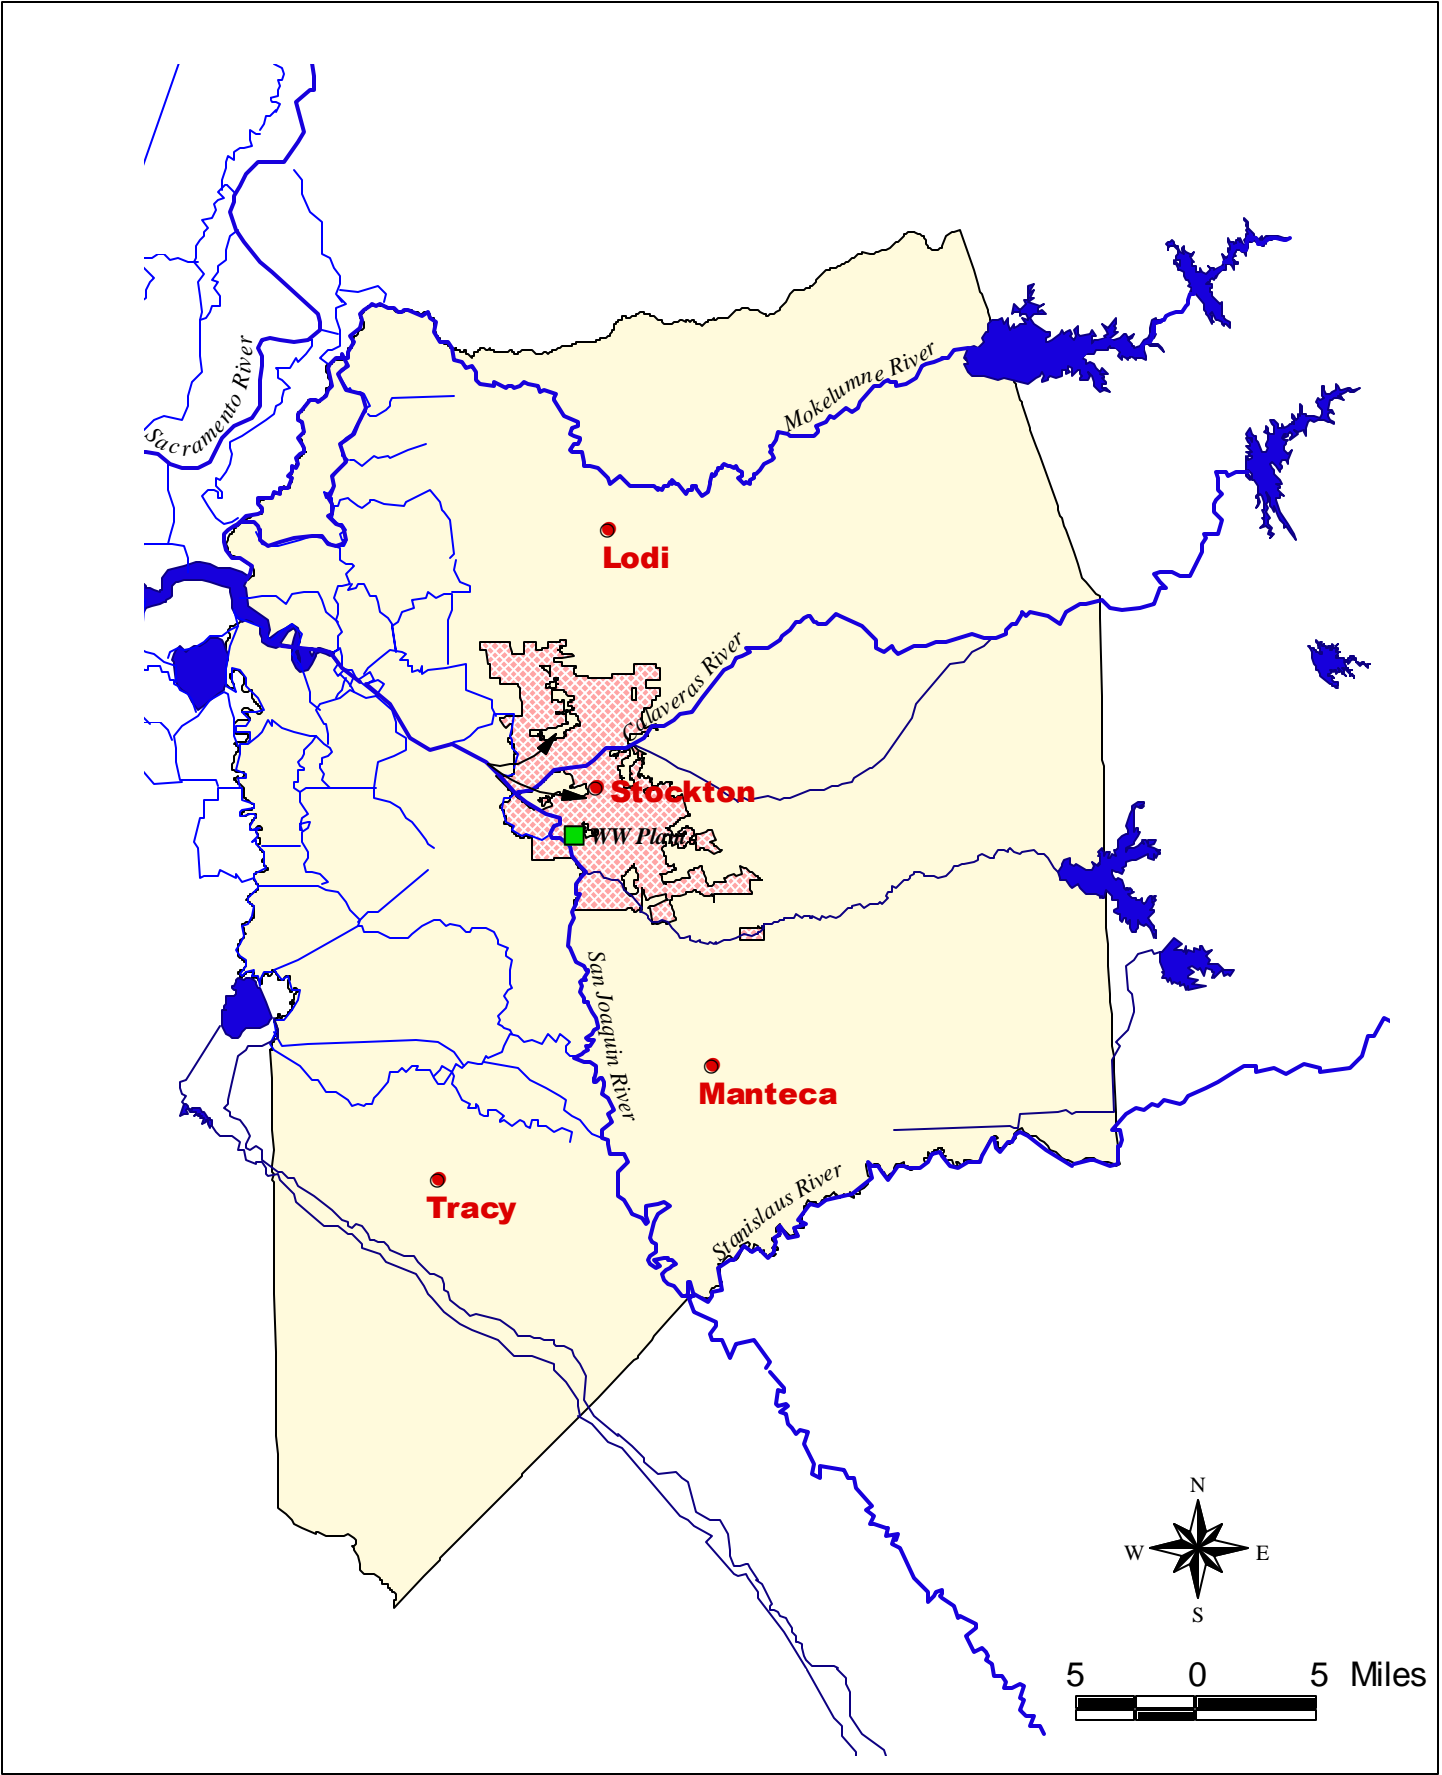 Sacramento River
Mokelumne River
Lodi
Calaveras River
Stockton
WW Plant
San Joaquin River
Manteca
Stanislaus River
Tracy
N
W E
S
5 0 5 Miles